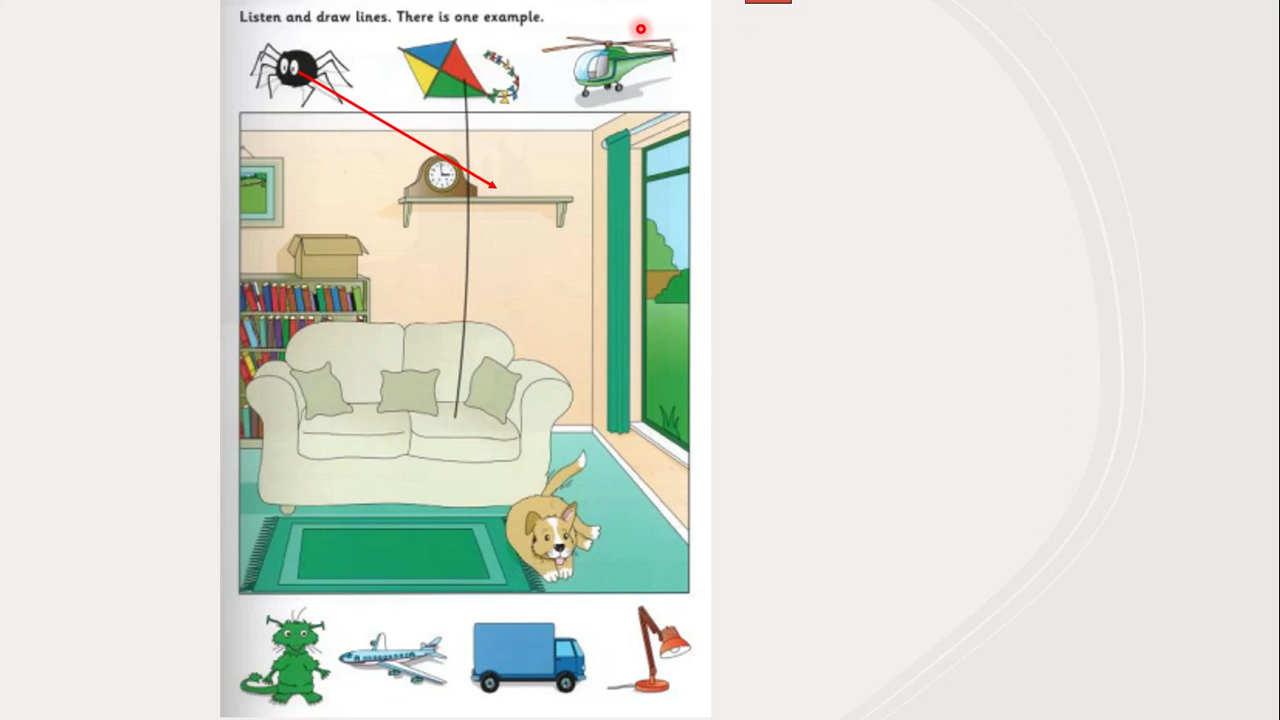 Listen and draw lines. There is one example.